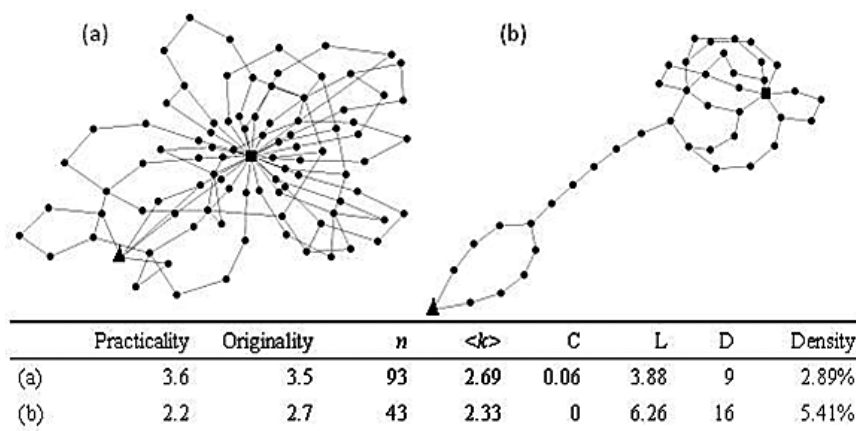 (a) (b)
Practicality Originality n <k> C L D Density
(a) 3.6 3.5 93 2.69 0.06 3.88 9 2.89%
(b) 2.2 2.7 43 2.33 0 6.26 16 5.41%